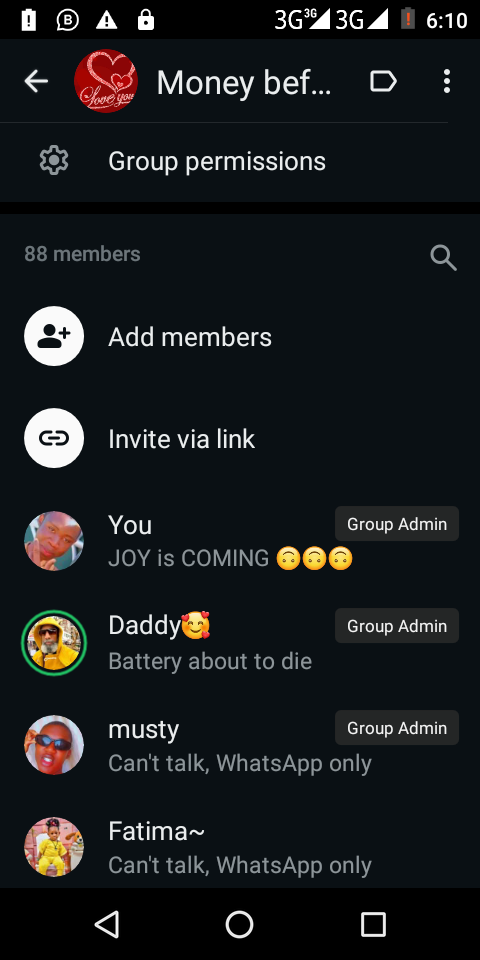 3G 3G 3G 6:10
Money bef...
Group permissions
88 members
Add members
Invite via link
You
Group Admin
JOY is COMING 🙃🙃🙃
Daddy🥰
Group Admin
Battery about to die
musty
Group Admin
Can't talk, WhatsApp only
Fatima~
Can't talk, WhatsApp only